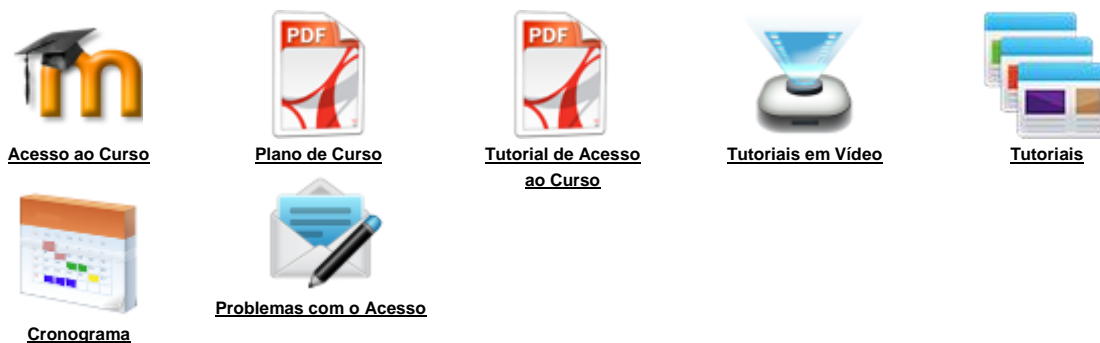 m
PDF
PDF
Acesso ao Curso
Plano de Curso
Tutorial de Acesso
ao Curso
Tutoriais em Vídeo
Tutoriais
Cronograma
Problemas com o Acesso